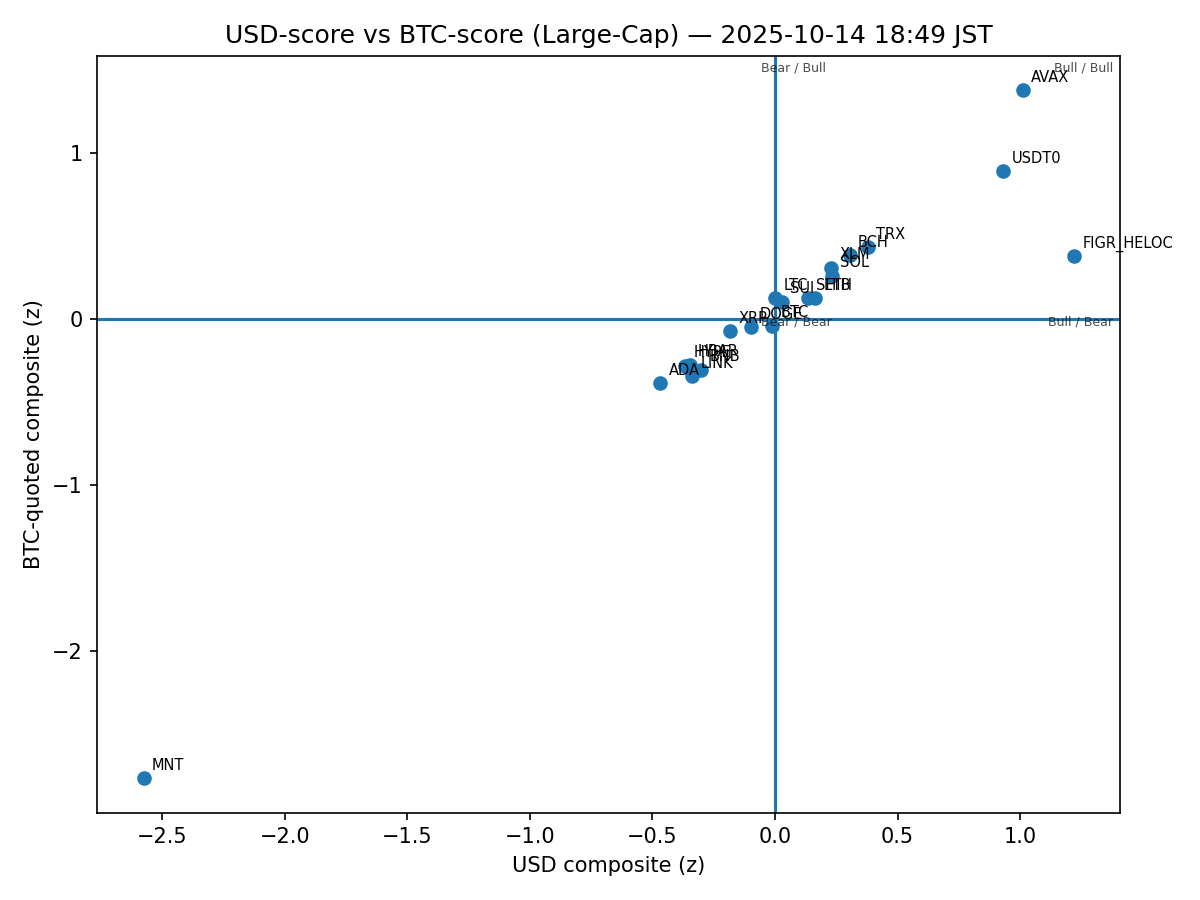 USD-score vs BTC-score (Large-Cap) — 2025-10-14 18:49 JST
Bear / Bull
Bull / Bull
AVAX
USDT0
TRX
BCH
FIGR_HELOC
XLM
SOL
LTC
SUI
ETH
DOGE
BTC
XRP
Bear / Bear
Bull / Bear
LINK
ADA
MNT
1
0
−1
−2
−2.5
−2.0
−1.5
−1.0
−0.5
0.0
0.5
1.0
USD composite (z)
BTC-quoted composite (z)